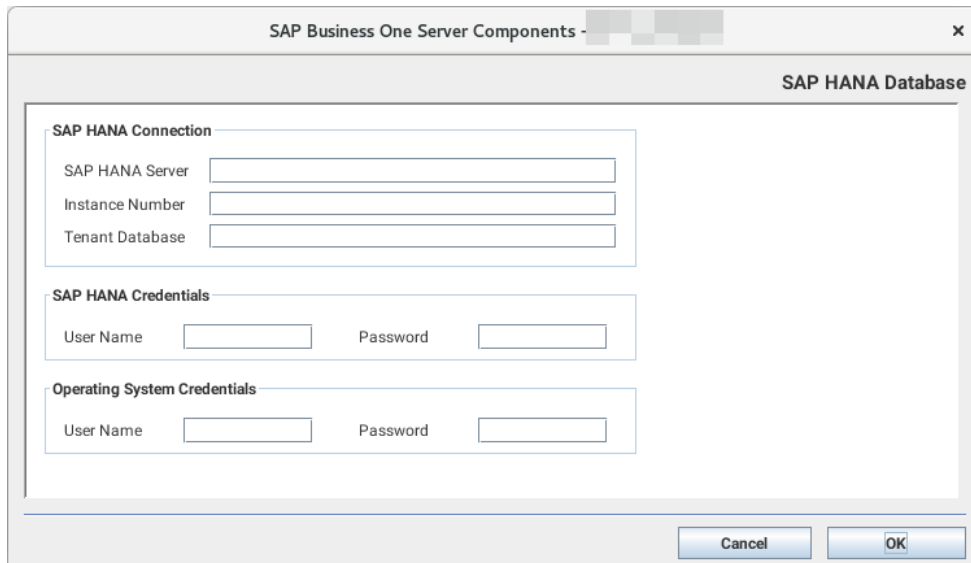 SAP Business One Server Components -
SAP HANA Database
SAP HANA Connection
SAP HANA Server
Instance Number
Tenant Database
SAP HANA Credentials
User Name Password
Operating System Credentials
User Name Password
Cancel OK